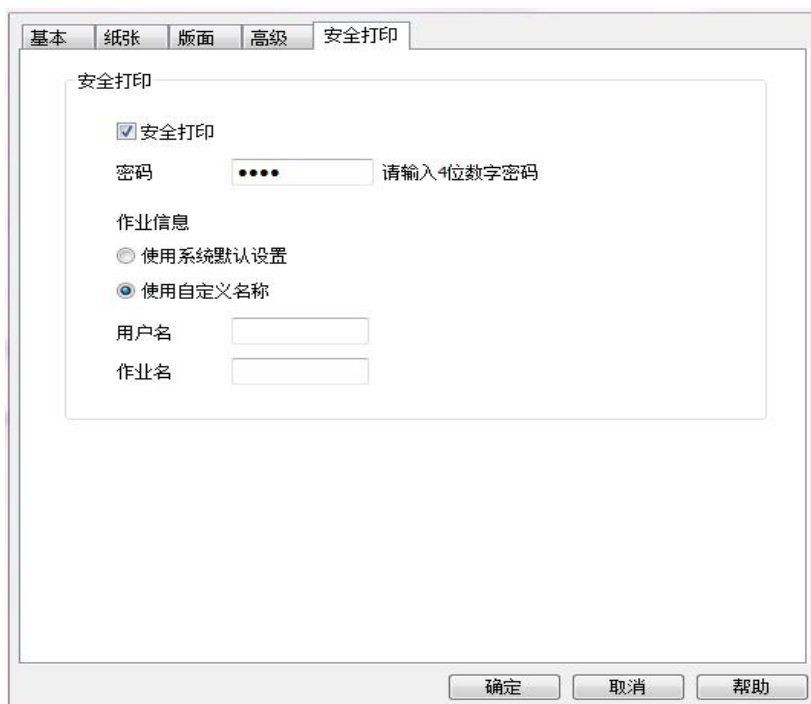 基本 纸张 版面 高级 安全打印
安全打印
安全打印
密码 •••• 请输入4位数字密码
作业信息
使用系统默认设置
使用自定义名称
用户名
作业名
确定 取消 帮助